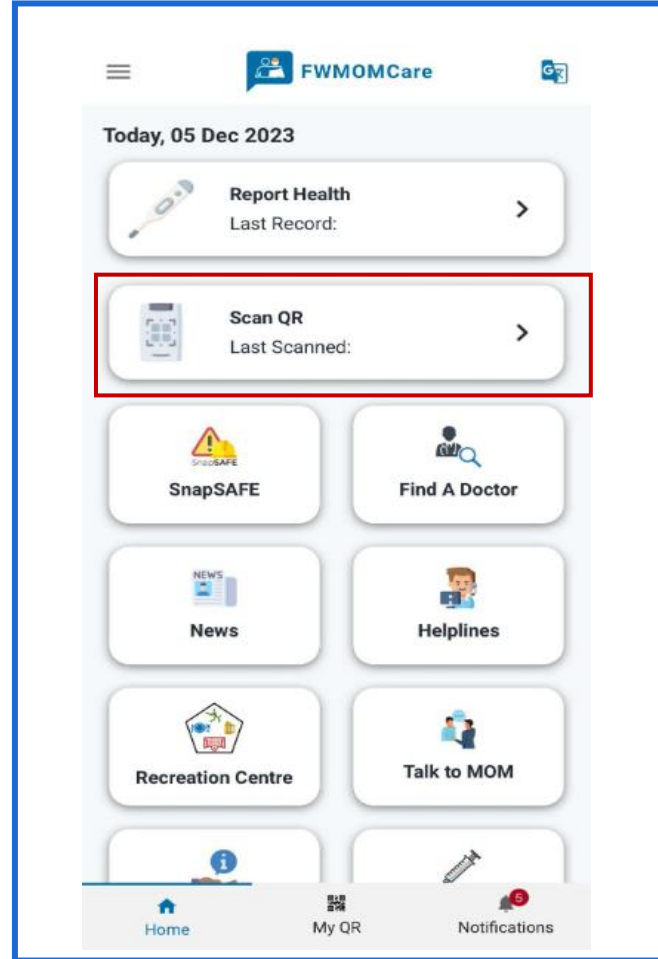 FWMOMCare
Today, 05 Dec 2023
Report Health
Last Record:
Scan QR
Last Scanned:
SnapSAFE
SnapSAFE
Find A Doctor
NEWS
News
Helplines
Recreation Centre
Talk to MOM
i
5
Home
My QR
Notifications